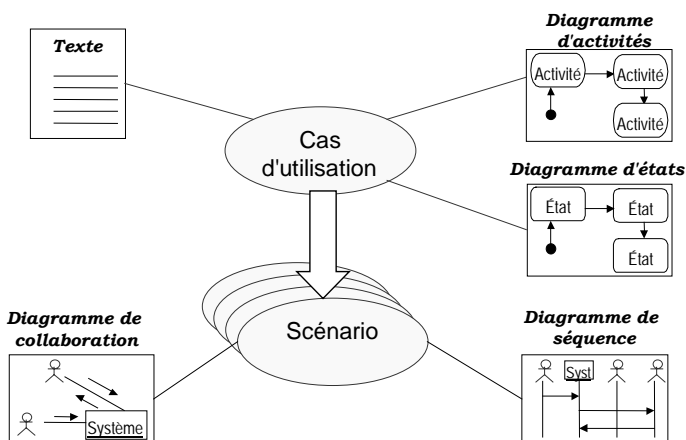 Texte
Diagramme
d'activités
Activité
Activité
Activité
Cas
d'utilisation
Diagramme d'états
État
État
État
Scénario
Diagramme de
collaboration
Système
Diagramme de
séquence
Syst